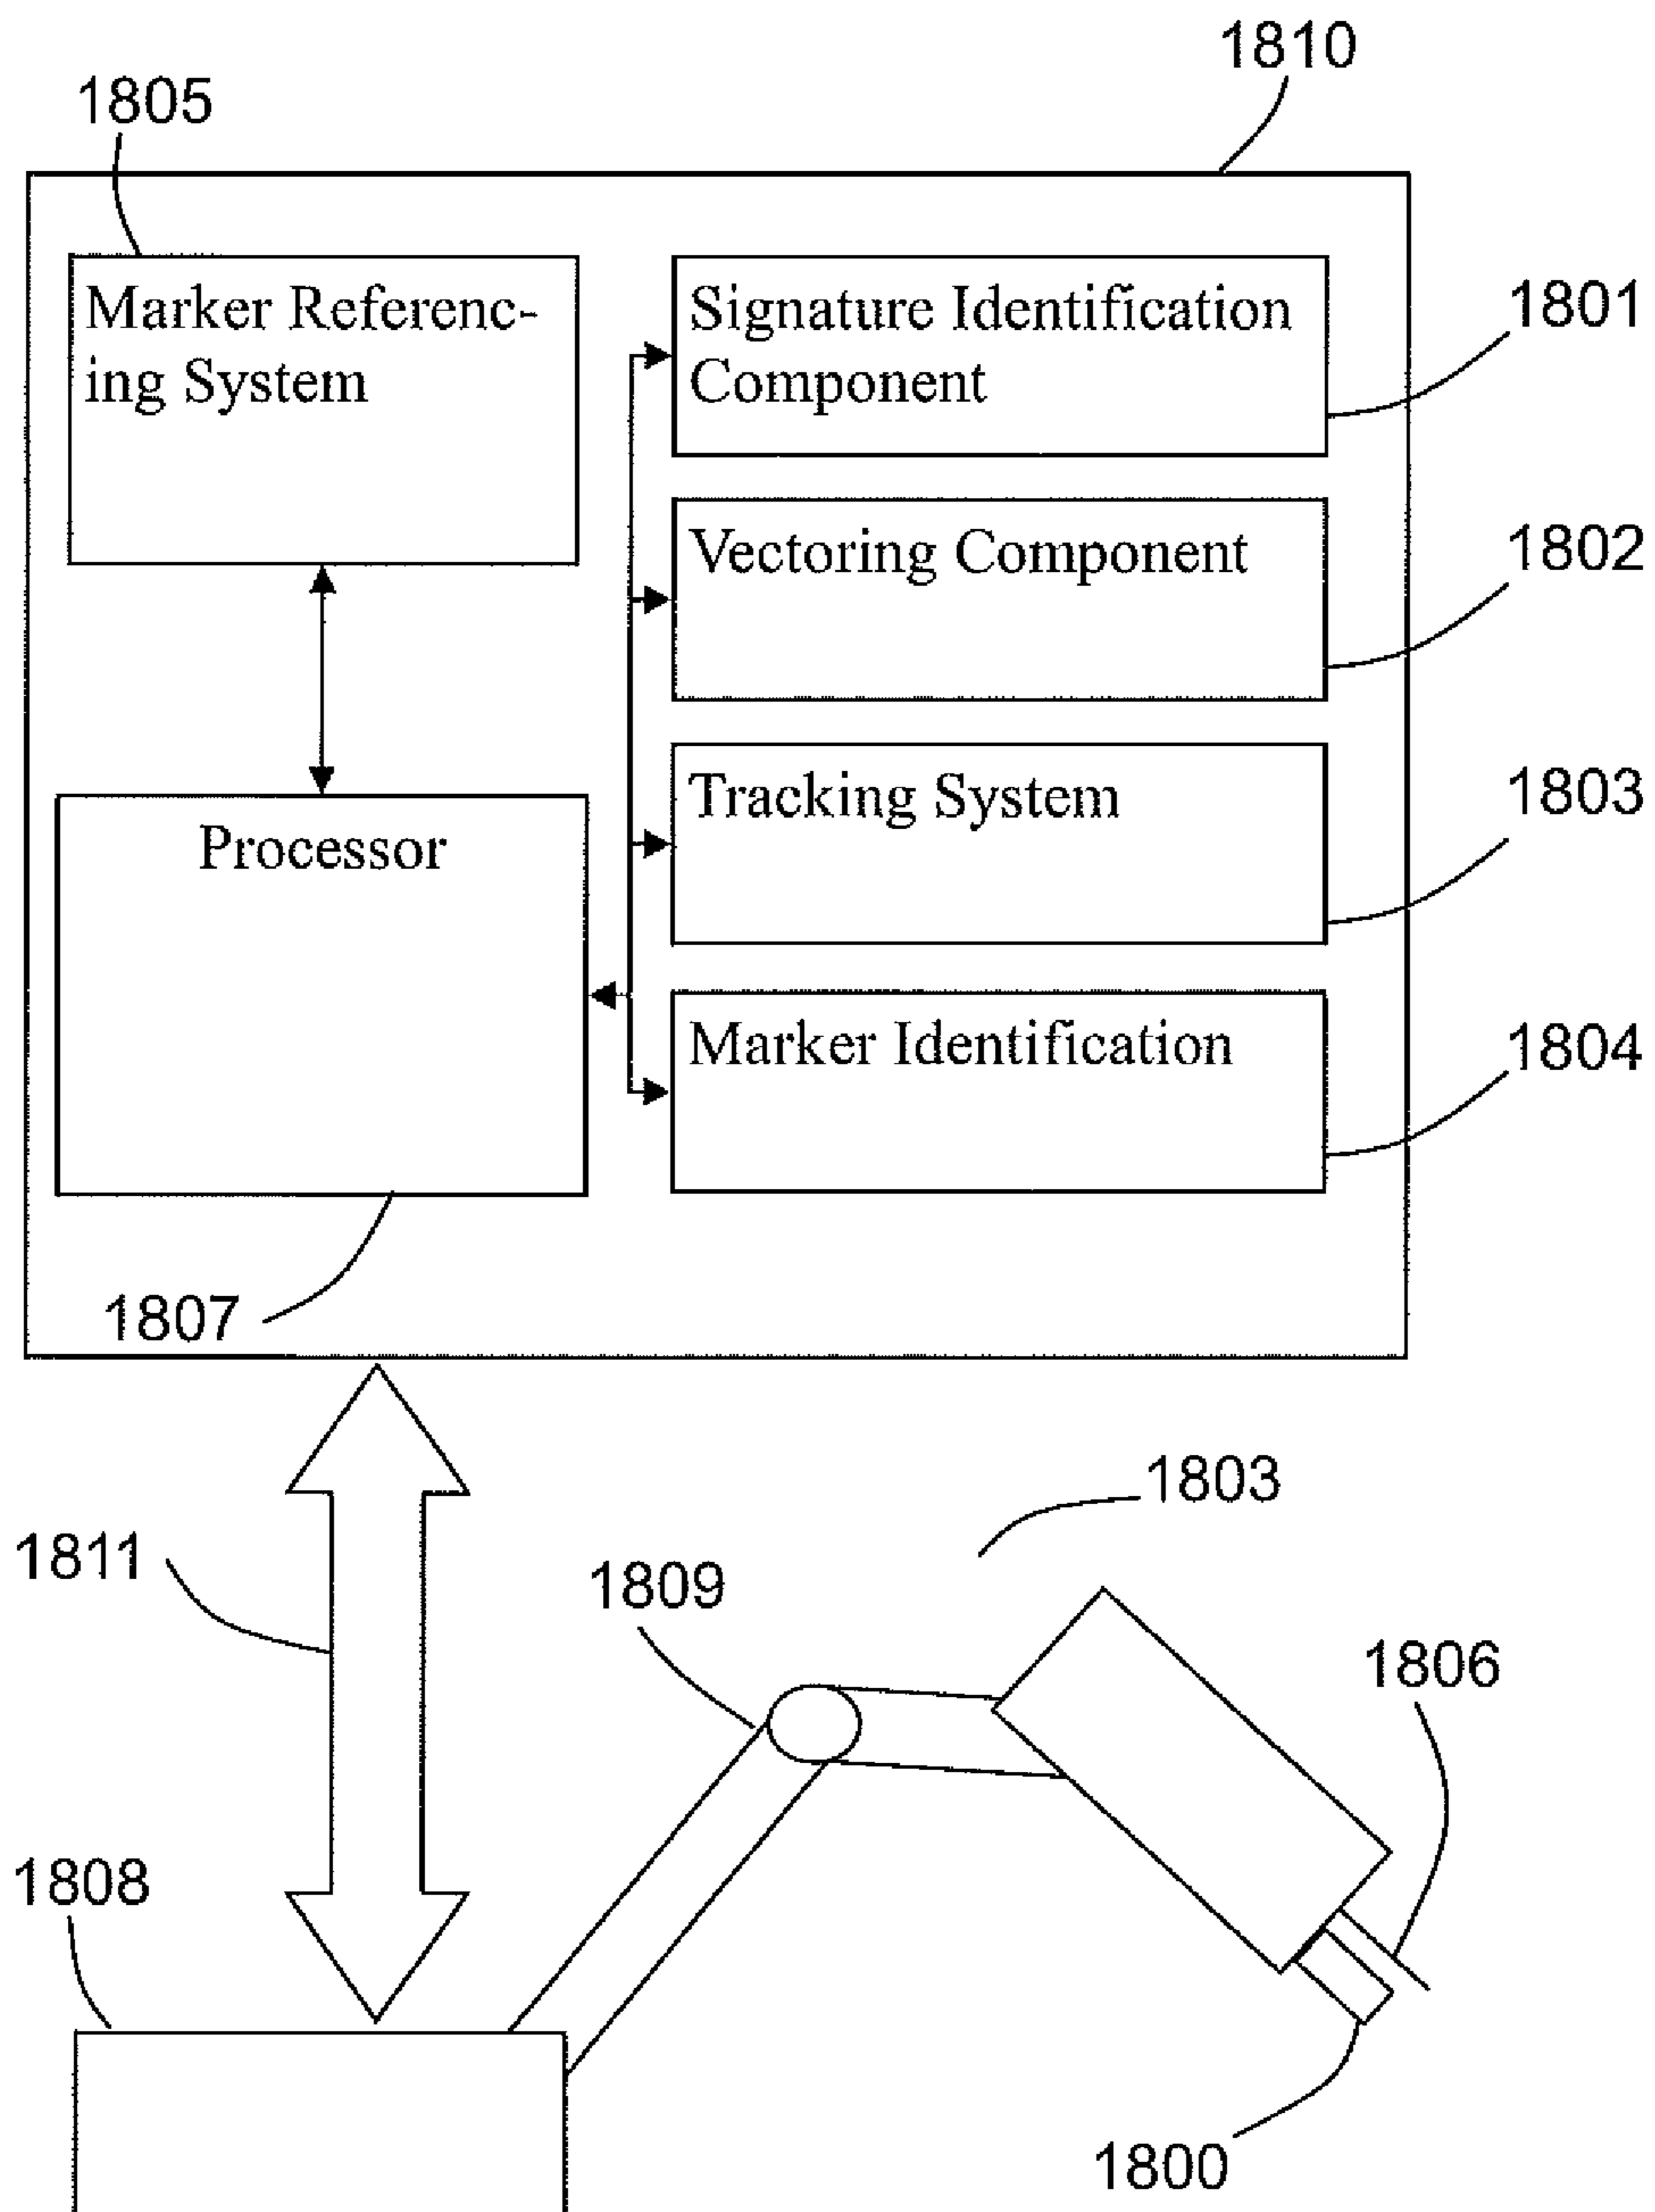 1810
1805
Marker Referenc-
ing System
Signature Identification
Component
1801
Vectoring Component
1802
Tracking System
1803
Processor
Marker Identification
1804
1807
1803
1811
1809
1806
1808
1800